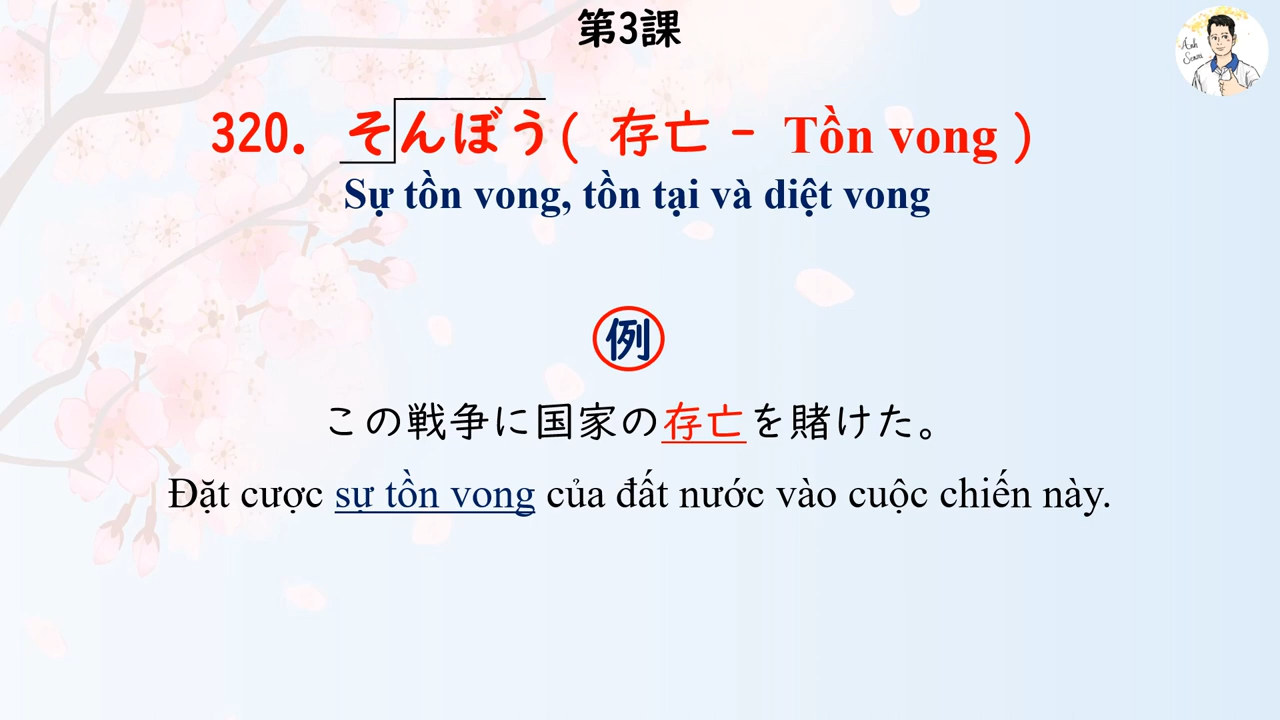 第3課
Anh Sensei
320. そんぼう( 存亡 - Tồn vong )
Sự tồn vong, tồn tại và diệt vong
例
この戦争に国家の存亡を賭けた。
Đặt cược sự tồn vong của đất nước vào cuộc chiến này.